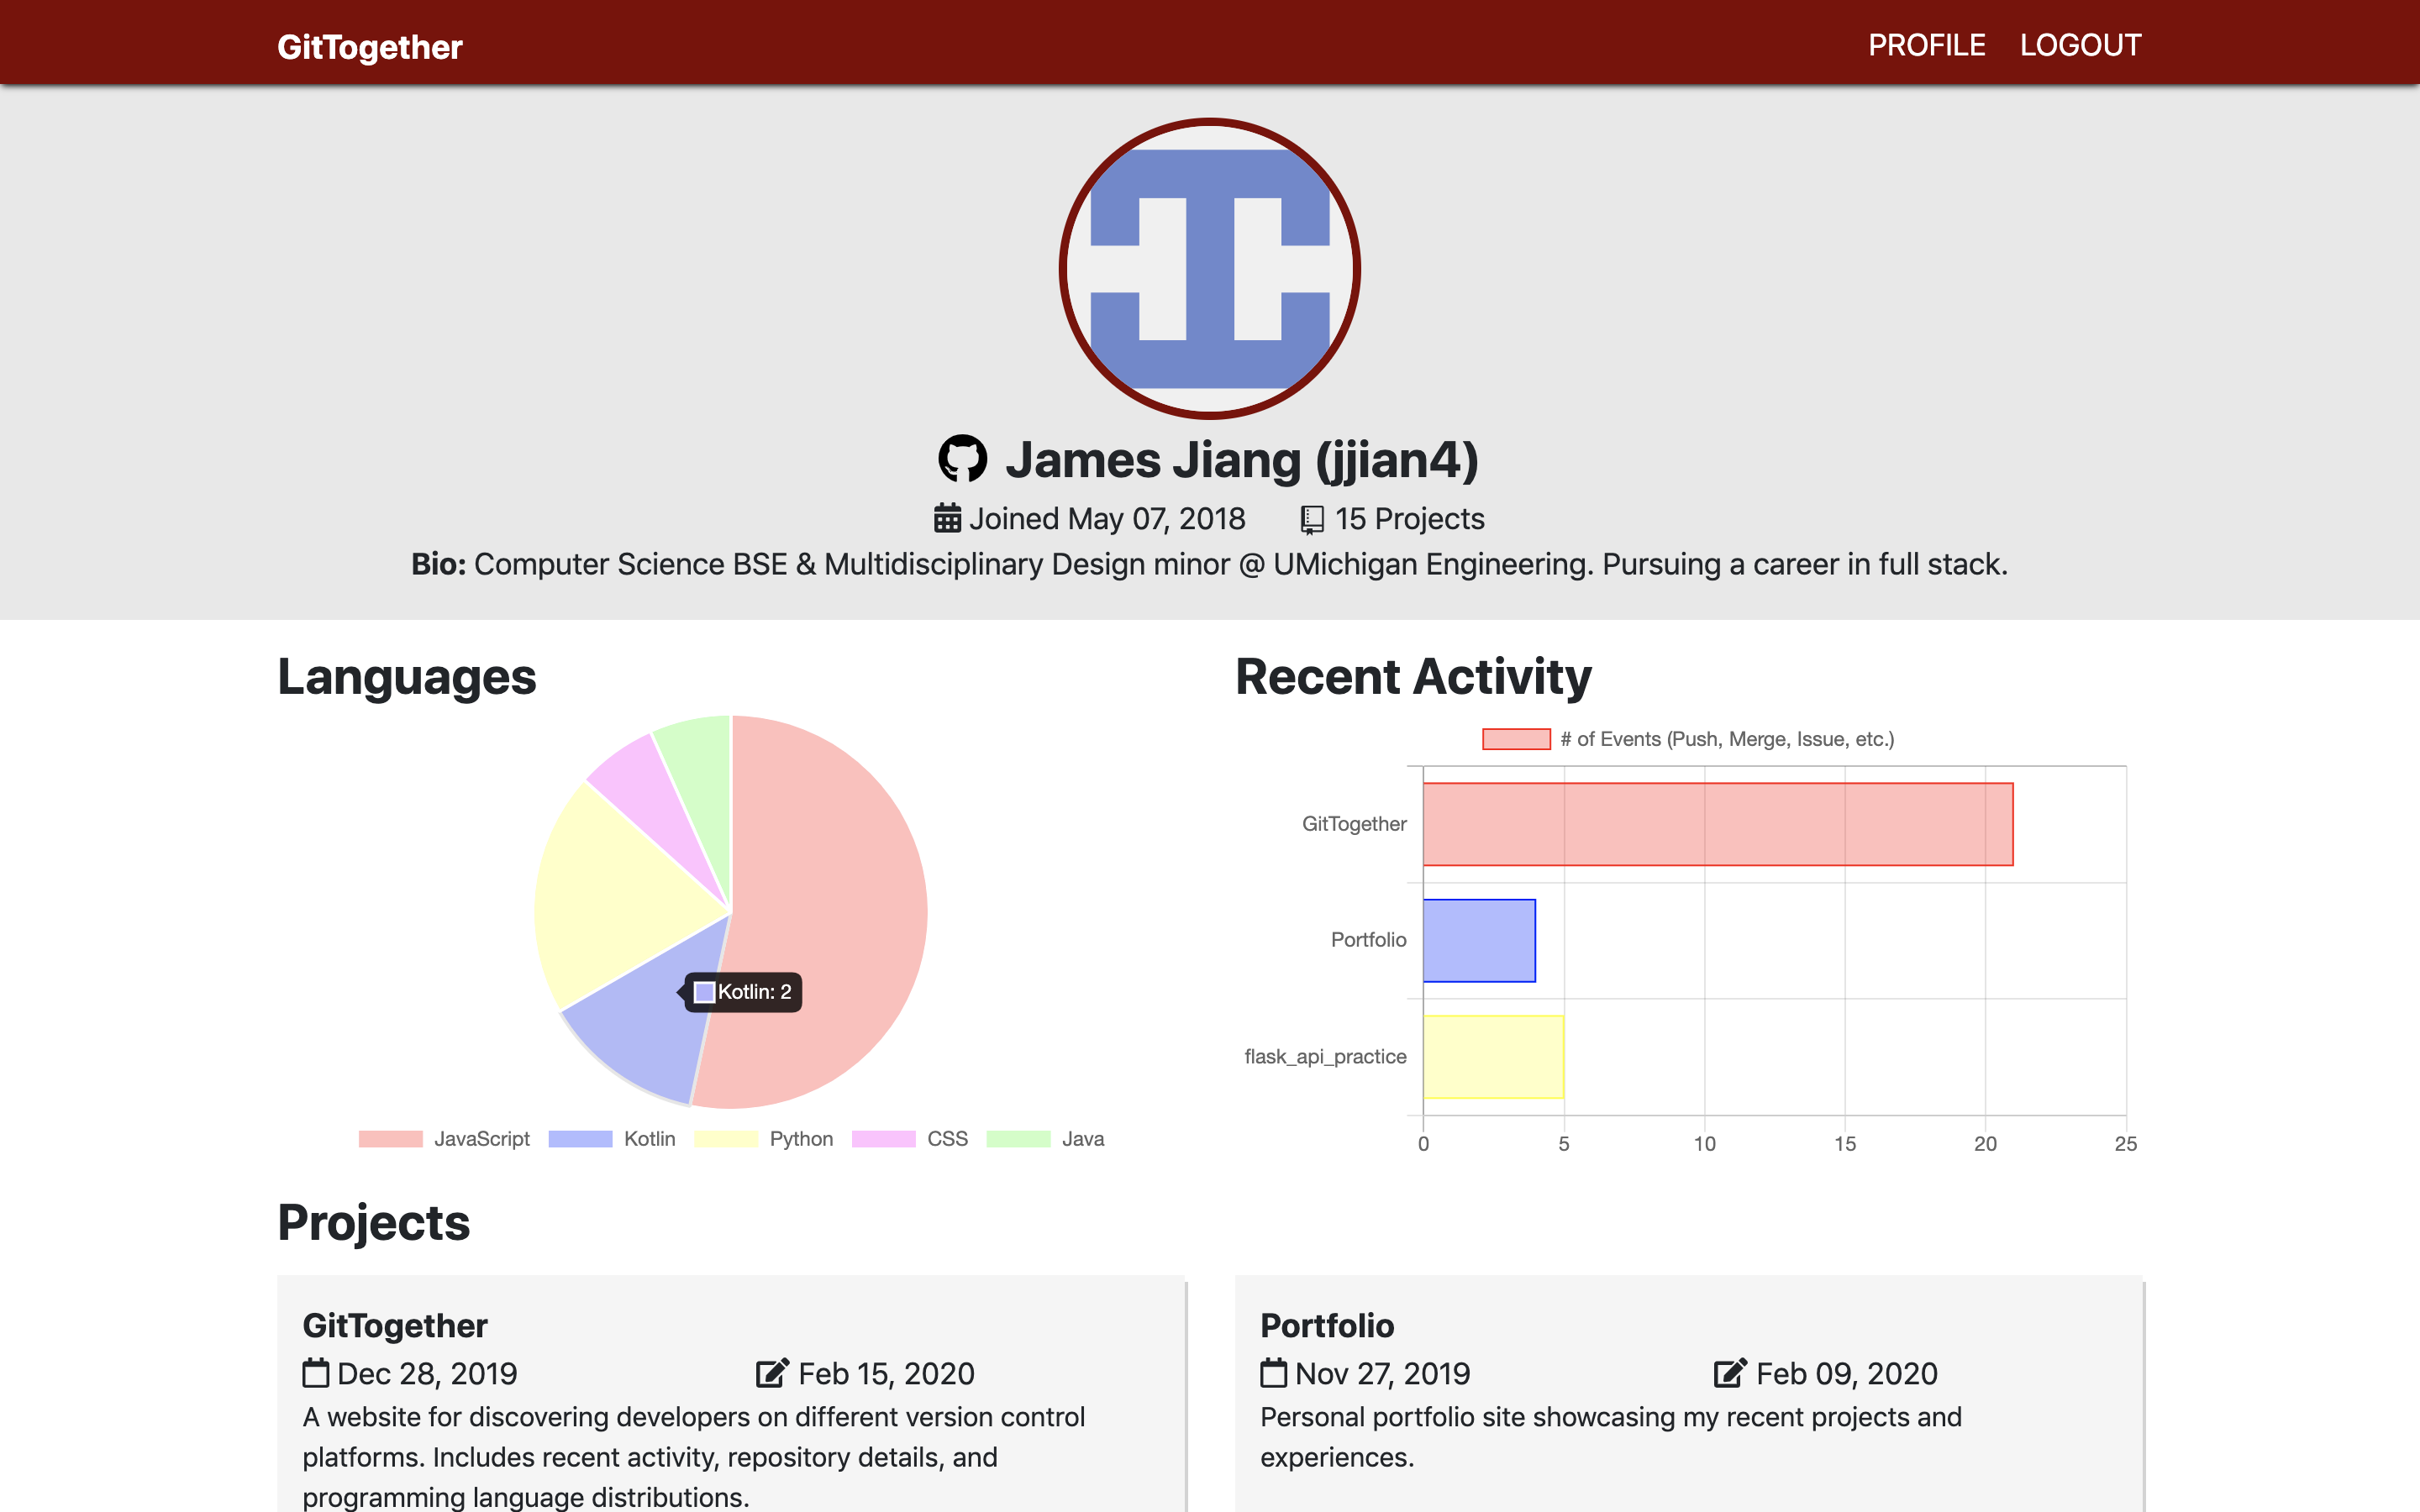 GitTogether
PROFILE LOGOUT
James Jiang (jjian4)
Joined May 07, 2018 15 Projects
Bio: Computer Science BSE & Multidisciplinary Design minor @ UMichigan Engineering. Pursuing a career in full stack.
Languages
Kotlin: 2
JavaScript Kotlin Python CSS Java
Recent Activity
# of Events (Push, Merge, Issue, etc.)
GitTogether
Portfolio
flask_api_practice
0 5 10 15 20 25
Projects
GitTogether
Dec 28, 2019 Feb 15, 2020
A website for discovering developers on different version control
platforms. Includes recent activity, repository details, and
programming language distributions.
Portfolio
Nov 27, 2019 Feb 09, 2020
Personal portfolio site showcasing my recent projects and
experiences.